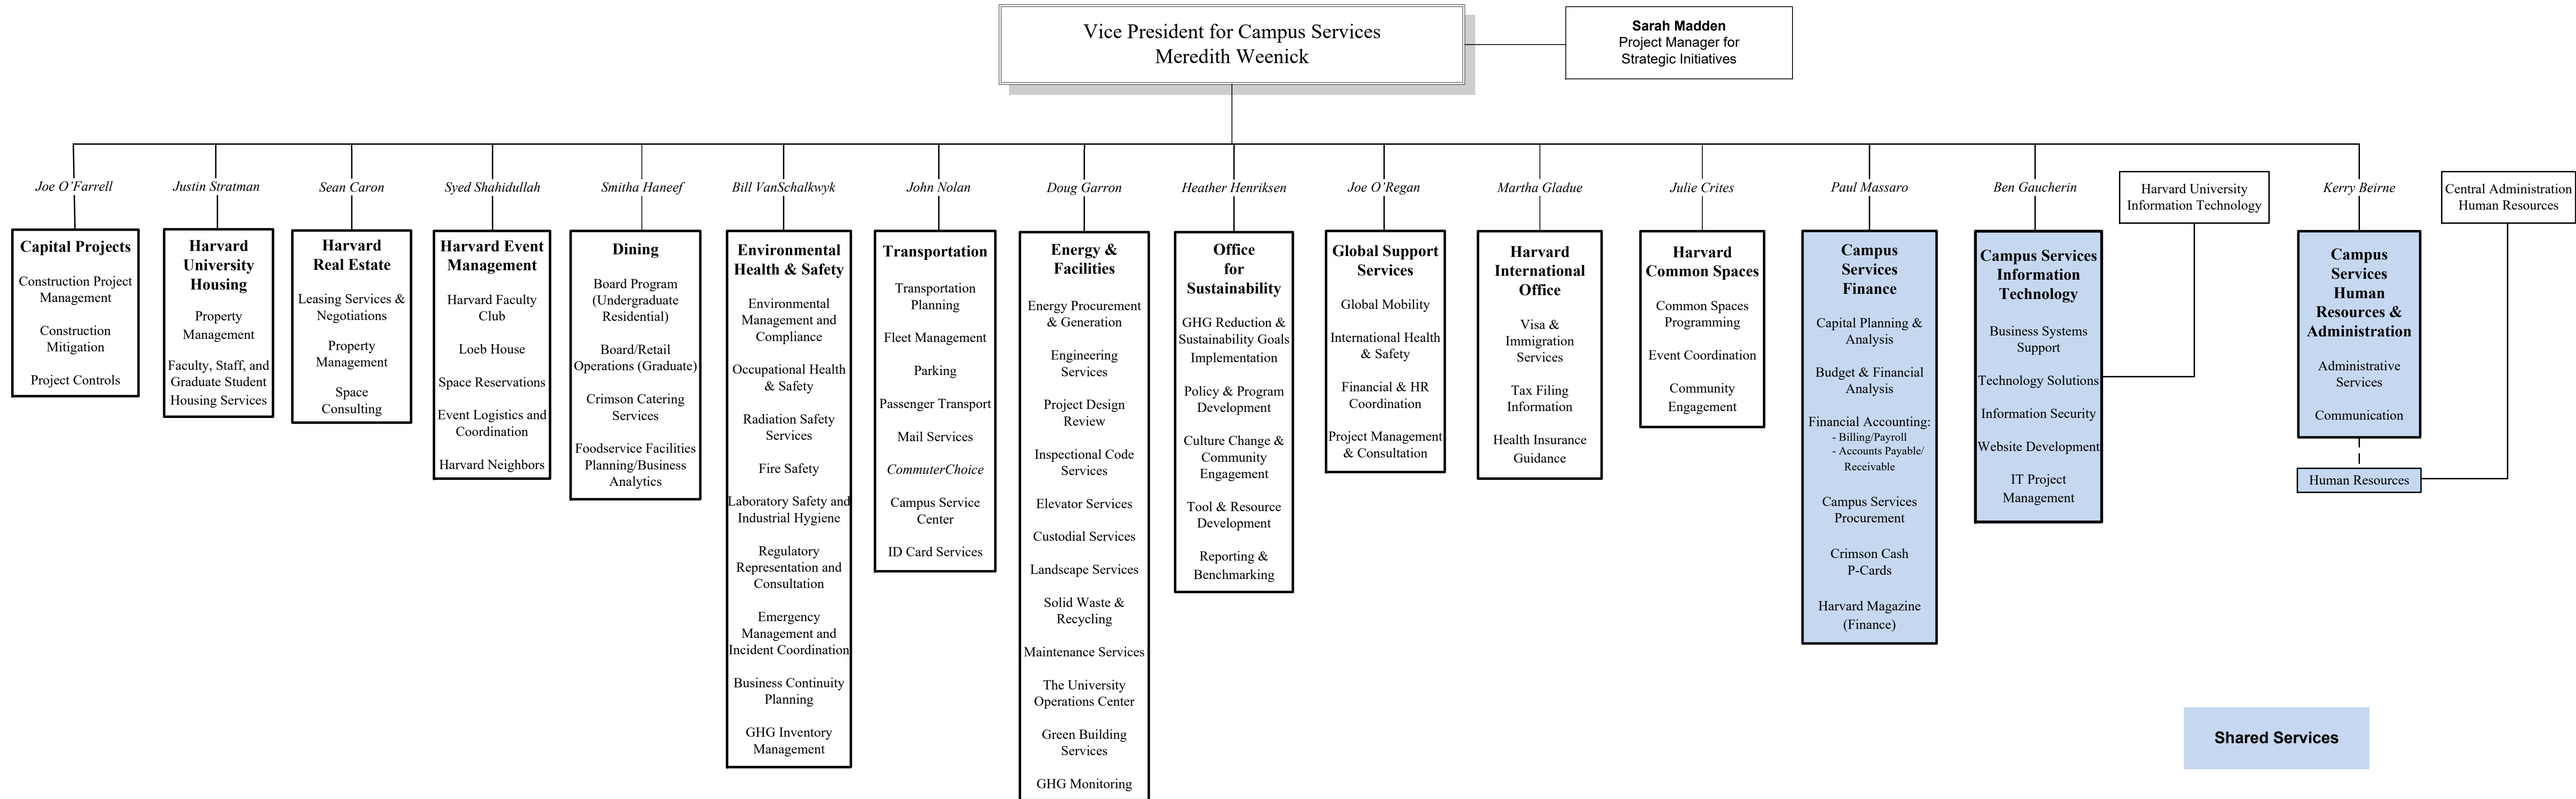 Vice President for Campus Services
Meredith Weenick
Sarah Madden
Project Manager for
Strategic Initiatives
Joe O’Farrell
Justin Stratman
Sean Caron
Syed Shahidullah
Smitha Haneef
Bill VanSchalkwyk
John Nolan
Doug Garron
Heather Henriksen
Joe O’Regan
Martha Gladue
Julie Crites
Paul Massaro
Ben Gaucherin
Harvard University
Information Technology
Kerry Beirne
Central Administration
Human Resources
Capital Projects
Construction Project
Management
Construction
Mitigation
Project Controls
Harvard
University
Housing
Property
Management
Faculty, Staff, and
Graduate Student
Housing Services
Harvard
Real Estate
Leasing Services &
Negotiations
Property
Management
Space
Consulting
Harvard Event
Management
Harvard Faculty
Club
Loeb House
Space Reservations
Event Logistics and
Coordination
Harvard Neighbors
Dining
Board Program
(Undergraduate
Residential)
Board/Retail
Operations (Graduate)
Crimson Catering
Services
Foodservice Facilities
Planning/Business
Analytics
Environmental
Health & Safety
Environmental
Management and
Compliance
Occupational Health
& Safety
Radiation Safety
Services
Fire Safety
Laboratory Safety and
Industrial Hygiene
Regulatory
Representation and
Consultation
Emergency
Management and
Incident Coordination
Business Continuity
Planning
GHG Inventory
Management
Transportation
Transportation
Planning
Fleet Management
Parking
Passenger Transport
Mail Services
CommuterChoice
Campus Service
Center
ID Card Services
Energy &
Facilities
Energy Procurement
& Generation
Engineering
Services
Project Design
Review
Inspectional Code
Services
Elevator Services
Custodial Services
Landscape Services
Solid Waste &
Recycling
Maintenance Services
The University
Operations Center
Green Building
Services
GHG Monitoring
Office
for
Sustainability
GHG Reduction &
Sustainability Goals
Implementation
Policy & Program
Development
Culture Change &
Community
Engagement
Tool & Resource
Development
Reporting &
Benchmarking
Global Support
Services
Global Mobility
International Health
& Safety
Financial & HR
Coordination
Project Management
& Consultation
Harvard
International
Office
Visa &
Immigration
Services
Tax Filing
Information
Health Insurance
Guidance
Harvard
Common Spaces
Common Spaces
Programming
Event Coordination
Community
Engagement
Campus
Services
Finance
Capital Planning &
Analysis
Budget & Financial
Analysis
Financial Accounting:
- Billing/Payroll
- Accounts Payable/
Receivable
Campus Services
Procurement
Crimson Cash
P-Cards
Harvard Magazine
(Finance)
Campus Services
Information
Technology
Business Systems
Support
Technology Solutions
Information Security
Website Development
IT Project
Management
Campus
Services
Human
Resources &
Administration
Administrative
Services
Communication
Human Resources
Shared Services